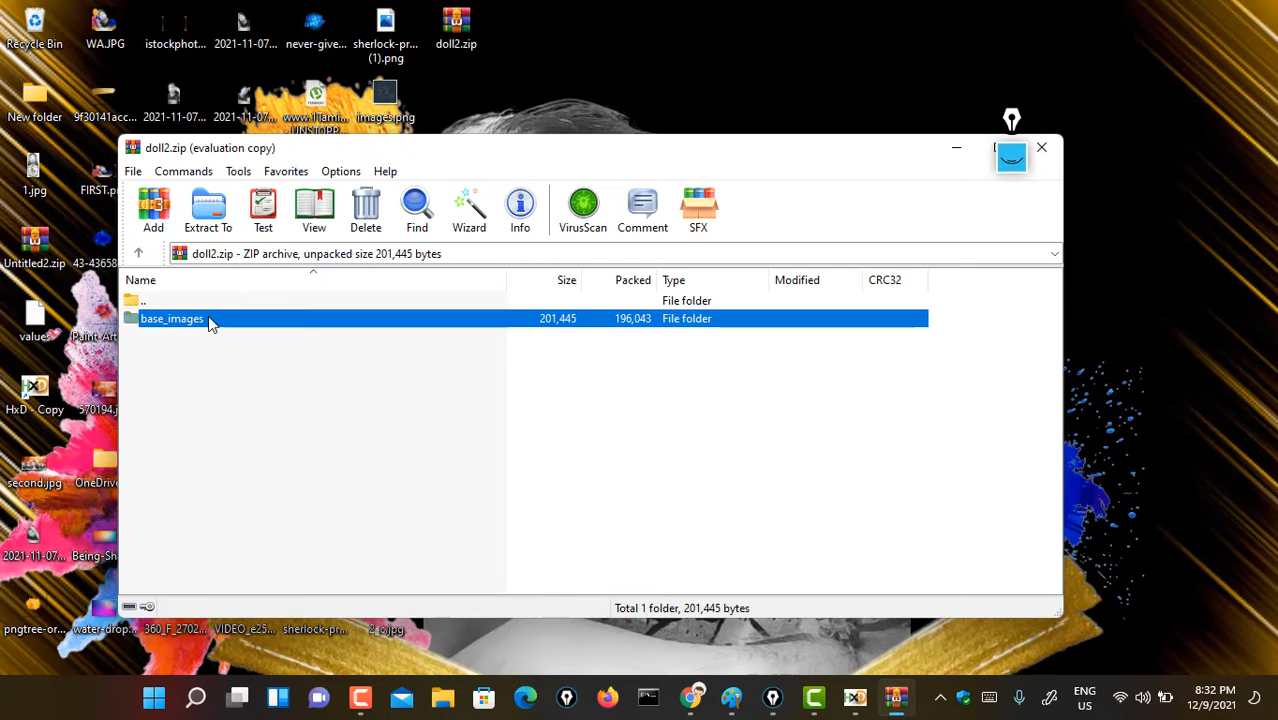 Recycle Bin
WA.JPG
istockphot...
2021-11-07...
never-give...
sherlock-pr...
(1).png
doll2.zip
New folder
9f30141acc...
2021-11-07...
2021-11-07...
www.1Tami...
- UNSTOPP...
images.png
1.jpg
FIRST.p
Untitled2.zip
43-43658
values
Paint-Art
HxD - Copy
570194.j
second.jpg
OneDrive
2021-11-07...
Being-Sh
pngtree-or...
water-drop...
360_F_2702...
VIDEO_e25...
sherlock-pr...
2_c.jpg
doll2.zip (evaluation copy)
File Commands Tools Favorites Options Help
Add Extract To Test View Delete Find Wizard Info VirusScan Comment SFX
doll2.zip - ZIP archive, unpacked size 201,445 bytes
Name Size Packed Type Modified CRC32
.. File folder
base_images 201,445 196,043 File folder
Total 1 folder, 201,445 bytes
ENG
US
8:32 PM
12/9/2021